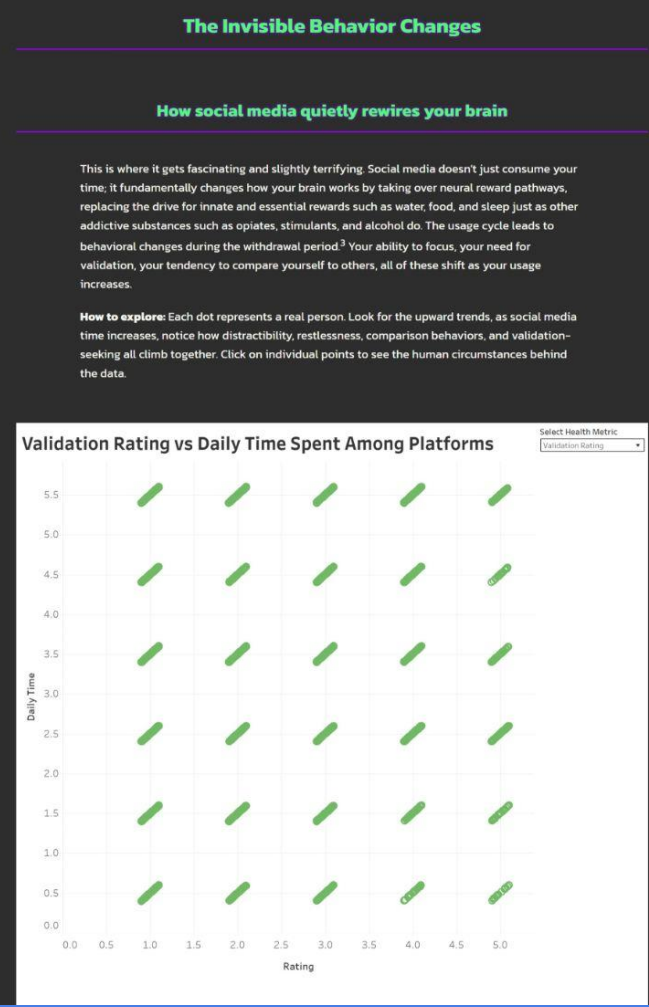 The Invisible Behavior Changes
How social media quietly rewires your brain
This is where it gets fascinating and slightly terrifying. Social media doesn't just consume your
time; it fundamentally changes how your brain works by taking over neural reward pathways,
replacing the drive for innate and essential rewards such as water, food, and sleep just as other
addictive substances such as opiates, stimulants, and alcohol do. The usage cycle leads to
behavioral changes during the withdrawal period.3 Your ability to focus, your need for
validation, your tendency to compare yourself to others, all of these shift as your usage
increases.
How to explore: Each dot represents a real person. Look for the upward trends, as social media
time increases, notice how distractibility, restlessness, comparison behaviors, and validation-
seeking all climb together. Click on individual points to see the human circumstances behind
the data.
Select Health Metric
Validation Rating vs Daily Time Spent Among Platforms
Validation Rating
5.5
5.0
4.5
4.0
3.5
3.0
2.5
2.0
1.5
1.0
0.5
0.0
Daily Time
0.0 0.5 1.0 1.5 2.0 2.5 3.0 3.5 4.0 4.5 5.0
Rating